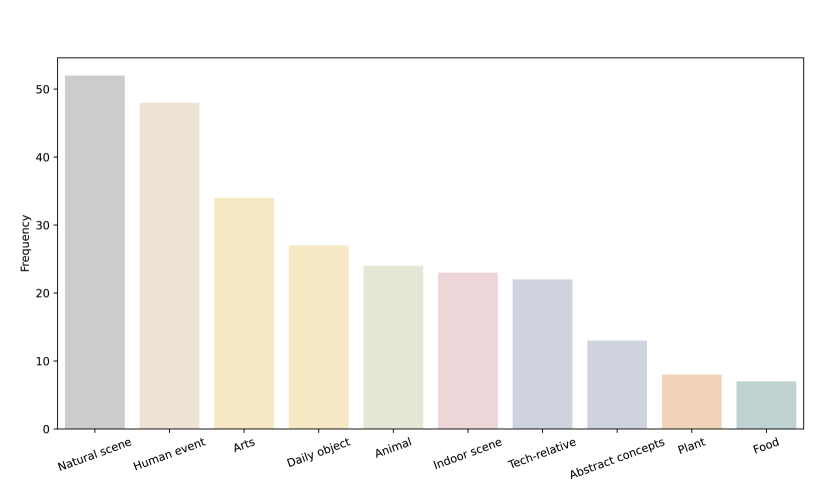 Frequency
50
40
30
20
10
0
Natural scene
Human event
Arts
Daily object
Animal
Indoor scene
Tech-relative
Abstract concepts
Plant
Food